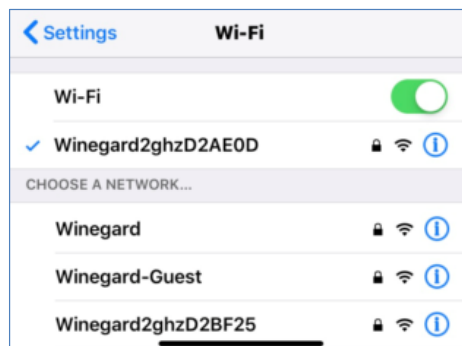 Settings Wi-Fi
Wi-Fi
Winegard2ghzD2AE0D
CHOOSE A NETWORK...
Winegard
Winegard-Guest
Winegard2ghzD2BF25